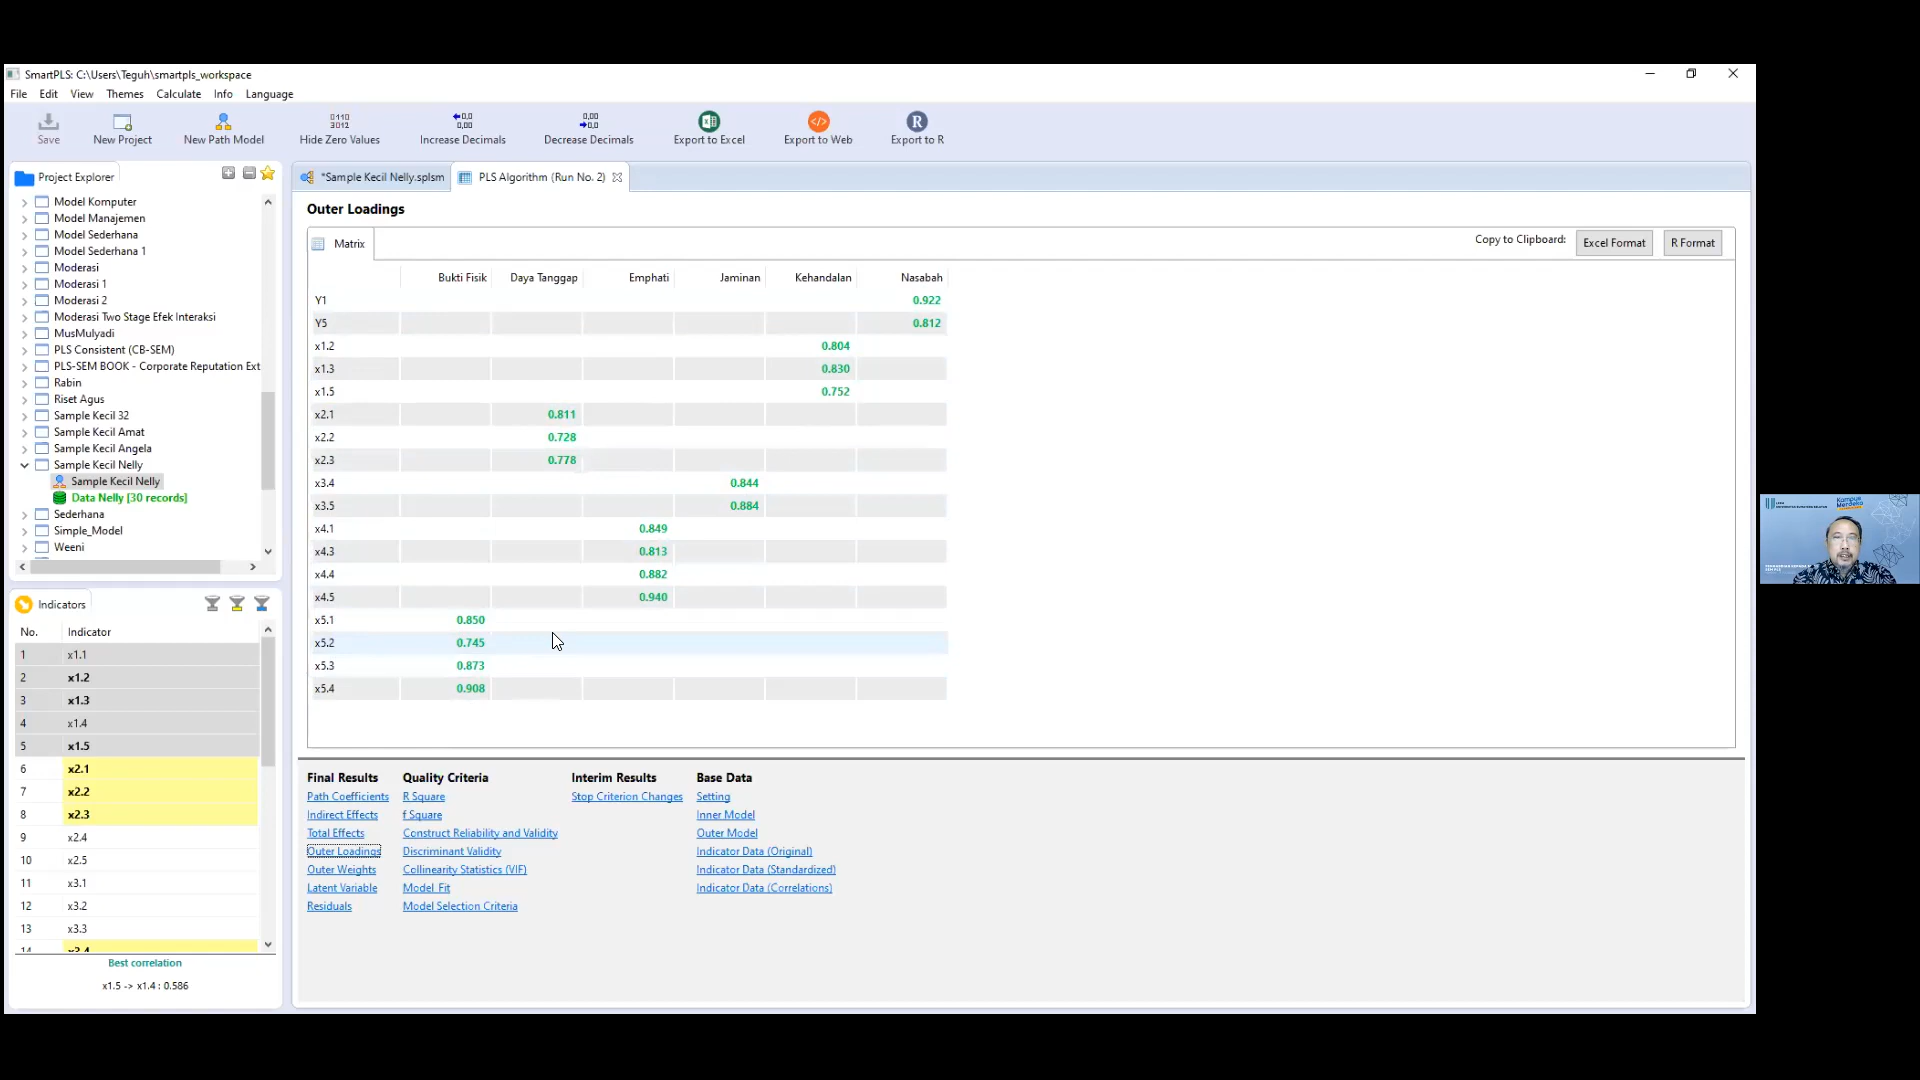 SmartPLS: C:\Users\Teguh\smartpls_workspace
File Edit View Themes Calculate Info Language
Save New Project New Path Model Hide Zero Values Increase Decimals Decrease Decimals Export to Excel Export to Web Export to R
Project Explorer
Model Komputer
Model Manajemen
Model Sederhana
Model Sederhana 1
Moderasi
Moderasi 1
Moderasi 2
Moderasi Two Stage Efek Interaksi
MusMulyadi
PLS Consistent (CB-SEM)
PLS-SEM BOOK - Corporate Reputation Ext
Rabin
Riset Agus
Sample Kecil 32
Sample Kecil Amat
Sample Kecil Angela
Sample Kecil Nelly
Sample Kecil Nelly
Data Nelly [30 records]
Sederhana
Simple_Model
Weeni
Indicators
No. Indicator
1 x1.1
2 x1.2
3 x1.3
4 x1.4
5 x1.5
6 x2.1
7 x2.2
8 x2.3
9 x2.4
10 x2.5
11 x3.1
12 x3.2
13 x3.3
14 x3.4
Best correlation
x1.5 -> x1.4 : 0.586
*Sample Kecil Nelly.splsm PLS Algorithm (Run No. 2)
Outer Loadings
Matrix
Copy to Clipboard: Excel Format R Format
Bukti Fisik Daya Tanggap Emphati Jaminan Kehandalan Nasabah
Y1 0.922
Y5 0.812
x1.2 0.804
x1.3 0.830
x1.5 0.752
x2.1 0.811
x2.2 0.728
x2.3 0.778
x3.4 0.844
x3.5 0.884
x4.1 0.849
x4.3 0.813
x4.4 0.882
x4.5 0.940
x5.1 0.850
x5.2 0.745
x5.3 0.873
x5.4 0.908
Final Results Quality Criteria Interim Results Base Data
Path Coefficients R Square Stop Criterion Changes Setting
Indirect Effects f Square Inner Model
Total Effects Construct Reliability and Validity Outer Model
Outer Loadings Discriminant Validity Indicator Data (Original)
Outer Weights Collinearity Statistics (VIF) Indicator Data (Standardized)
Latent Variable Model_Fit Indicator Data (Correlations)
Residuals Model Selection Criteria
Kampus
Merdeka